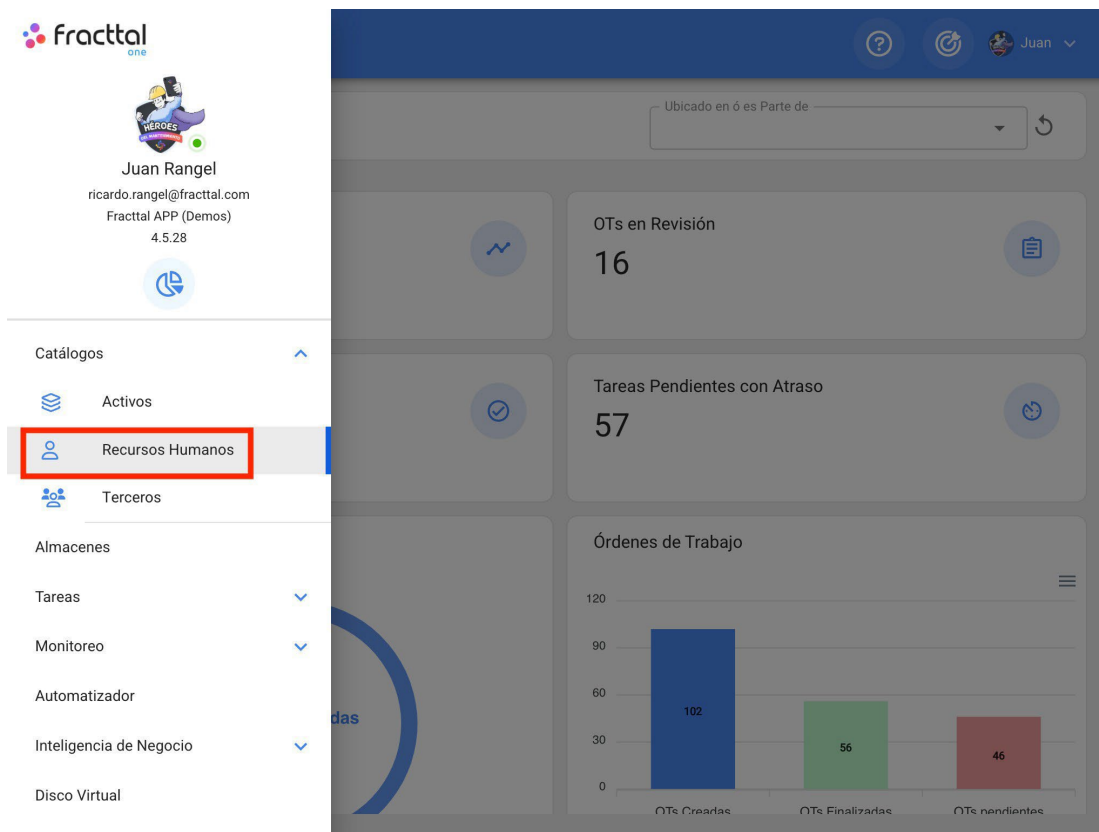 fracttal
one
HÉROES
Juan Rangel
ricardo.rangel@fracttal.com
Fracttal APP (Demos)
4.5.28
Catálogos
Activos
Recursos Humanos
Terceros
Almacenes
Tareas
Monitoreo
Automatizador
Inteligencia de Negocio
Disco Virtual
Juan
Ubicado en ó es Parte de
OTs en Revisión
16
Tareas Pendientes con Atraso
57
das
Órdenes de Trabajo
120
90
60
30
0
102
56
46
OTs Creadas
OTs Finalizadas
OTs pendientes